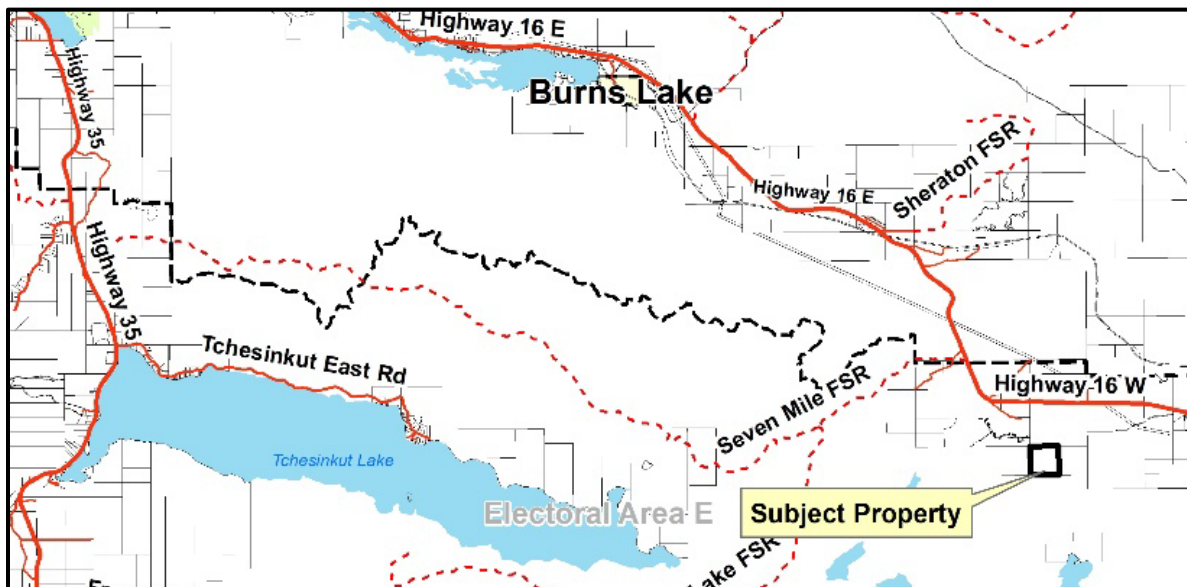 Highway 16 E
Highway 35
Burns Lake
Sheraton FSR
Highway 16 E
Highway 35
Tchesinkut East Rd
Seven Mile FSR
Highway 16 W
Tchesinkut Lake
Electoral Area E
Subject Property
Lake FSR